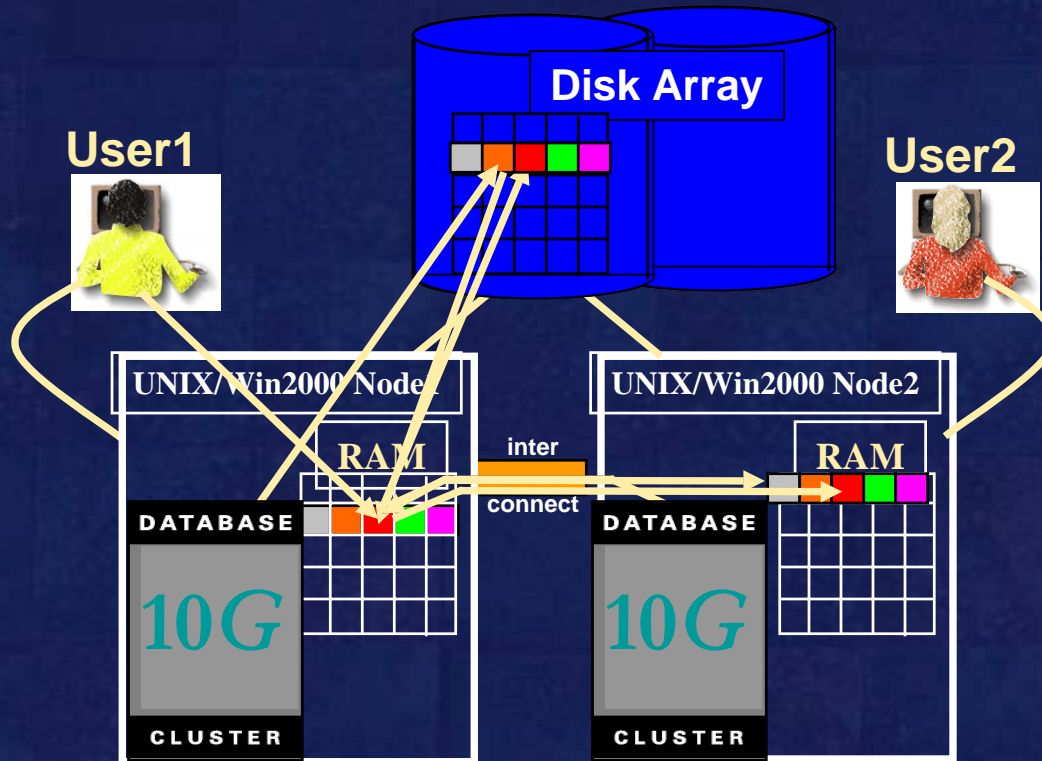 Disk Array
User1
User2
UNIX/Win2000 Node1
UNIX/Win2000 Node2
RAM
inter
connect
RAM
DATABASE
10G
CLUSTER
DATABASE
10G
CLUSTER